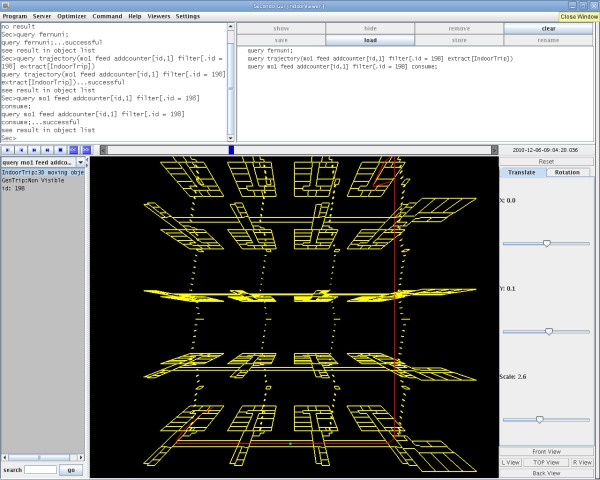 Secondo GUI
Close Window
Program Server Optimizer Command Help Viewers Settings
no result
Sec>query fernuni;
query fernuni;...successful
see result in object list
Sec>query trajectory(mo1 feed addcounter[id,1] filter[.id =
198] extract[IndoorTrip])
query trajectory(mo1 feed addcounter[id,1] filter[.id = 198]
extract[IndoorTrip])...successful
see result in object list
Sec>query mo1 feed addcounter[id,1] filter[.id = 198]
consume;
query mo1 feed addcounter[id,1] filter[.id = 198]
consume;...successful
see result in object list
Sec>
show hide remove clear
save load store rename
query fernuni;
query trajectory(mo1 feed addcounter[id,1] filter[.id = 198] extract[IndoorTrip])
query mo1 feed addcounter[id,1] filter[.id = 198] consume;
2010-12-06-09:04:20.036
query mo1 feed addco...
IndoorTrip:3D moving obje
GenTrip:Non Visible
id: 198
search go
Reset
Translate Rotation
X: 0.0
Y: 0.1
Scale: 2.6
Front View
L View TOP View R View
Back View